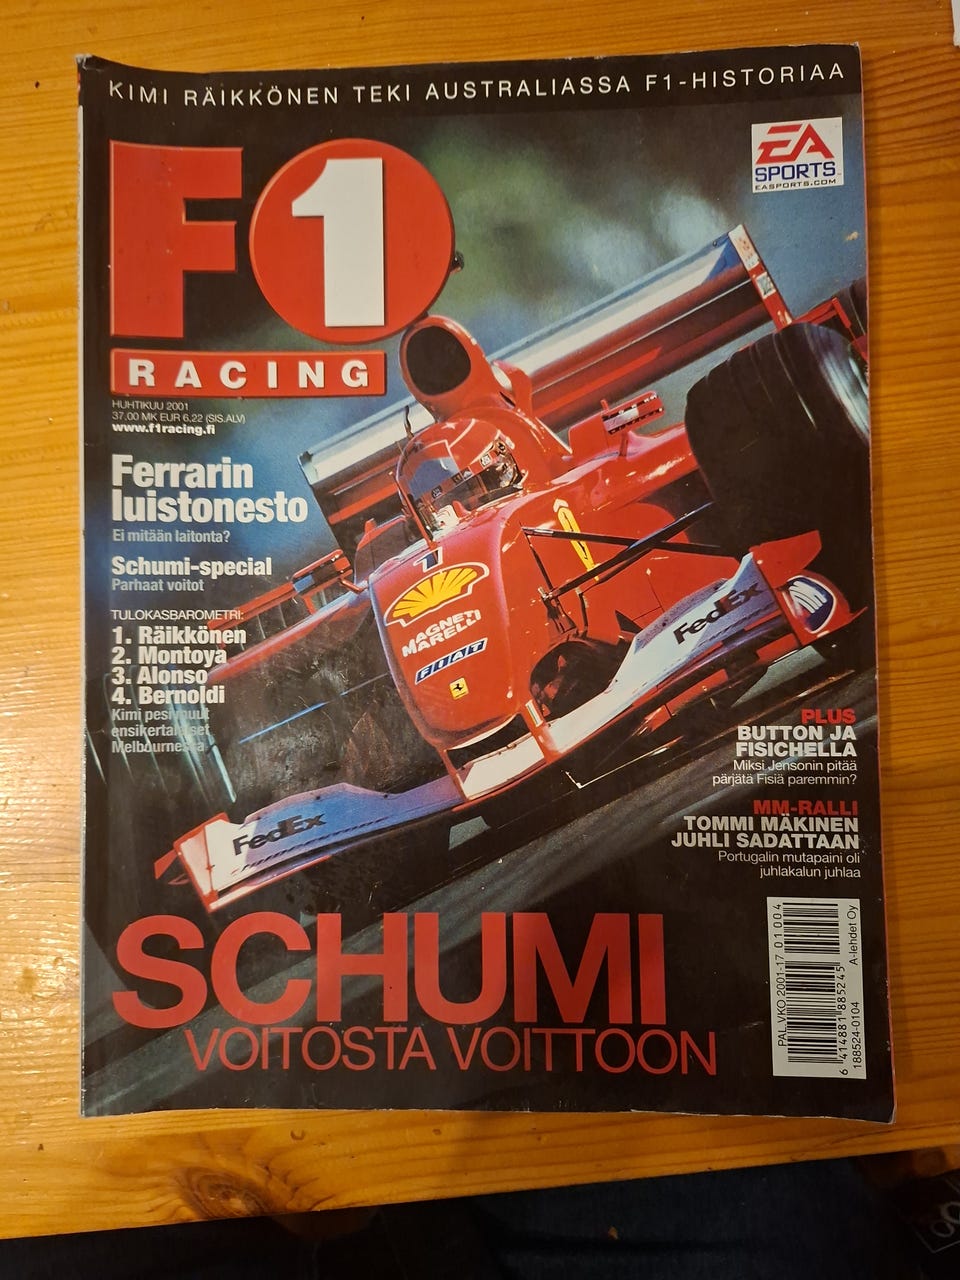 KIMI RÄIKKÖNEN TEKI AUSTRALIASSA F1-HISTORIAA
EA
SPORTS
EASPORTS.COM
F1
RACING
HUHTIKUU 2001
37,00 MK EUR 6,22 (SIS.ALV)
www.f1racing.fi
Ferrarin
luistonesto
Ei mitään laitonta?
Schumi-special
Parhaat voitot
TULOKASBAROMETRI:
1. Räikkönen
2. Montoya
3. Alonso
4. Bernoldi
Kimi pesi muut
ensikertalaiset
Melbournessa
1
MAGNETI
MARELLI
FIAT
FedEx
FedEx
PLUS
BUTTON JA
FISICHELLA
Miksi Jensonin pitää
pärjätä Fisiä paremmin?
MM-RALLI
TOMMI MÄKINEN
JUHLI SADATTAAN
Portugalin mutapaini oli
juhlakalun juhlaa
SCHUMI
VOITOSTA VOITTOON
PAL.VKO 2001-17 01004
6 414881 885245
188524-0104
A-lehdet Oy